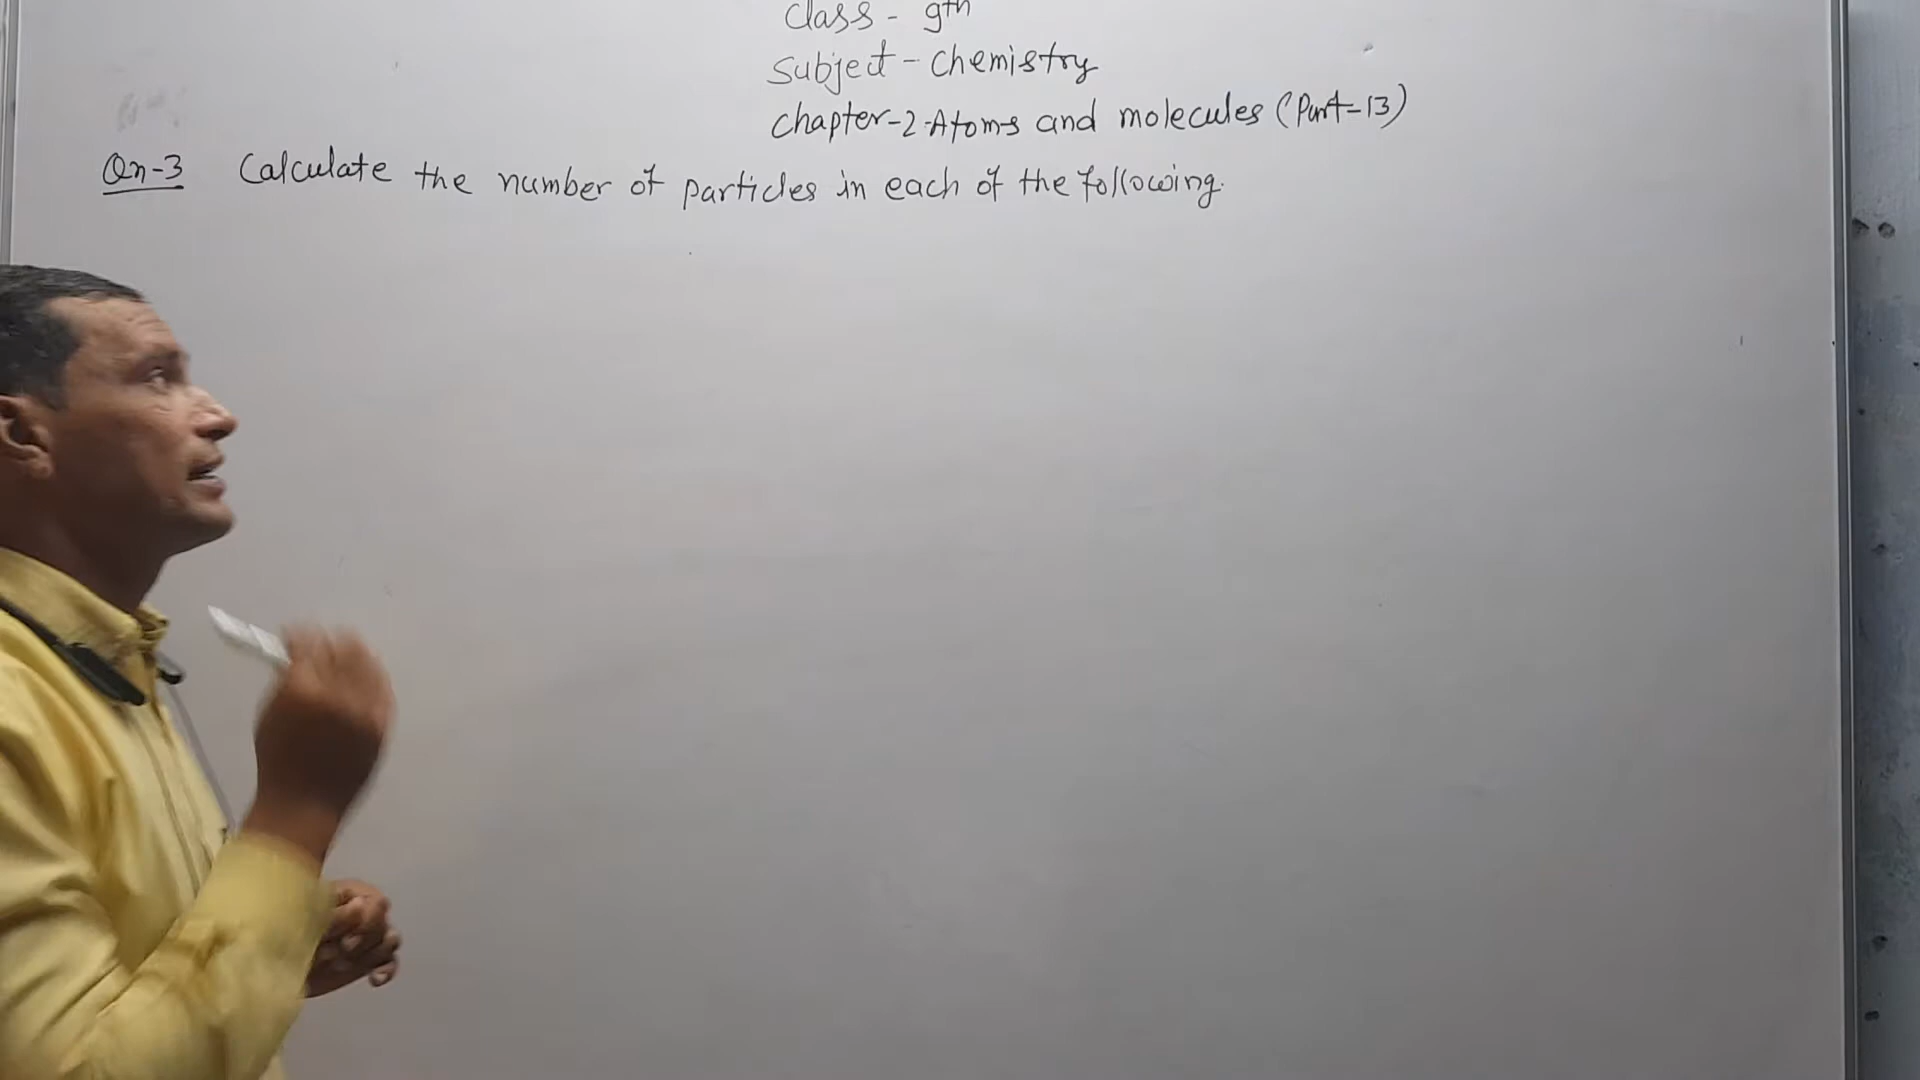 Class - 9th
Subject - Chemistry
Chapter-2-Atoms and molecules (Part-13)
Qn-3 Calculate the number of particles in each of the following.